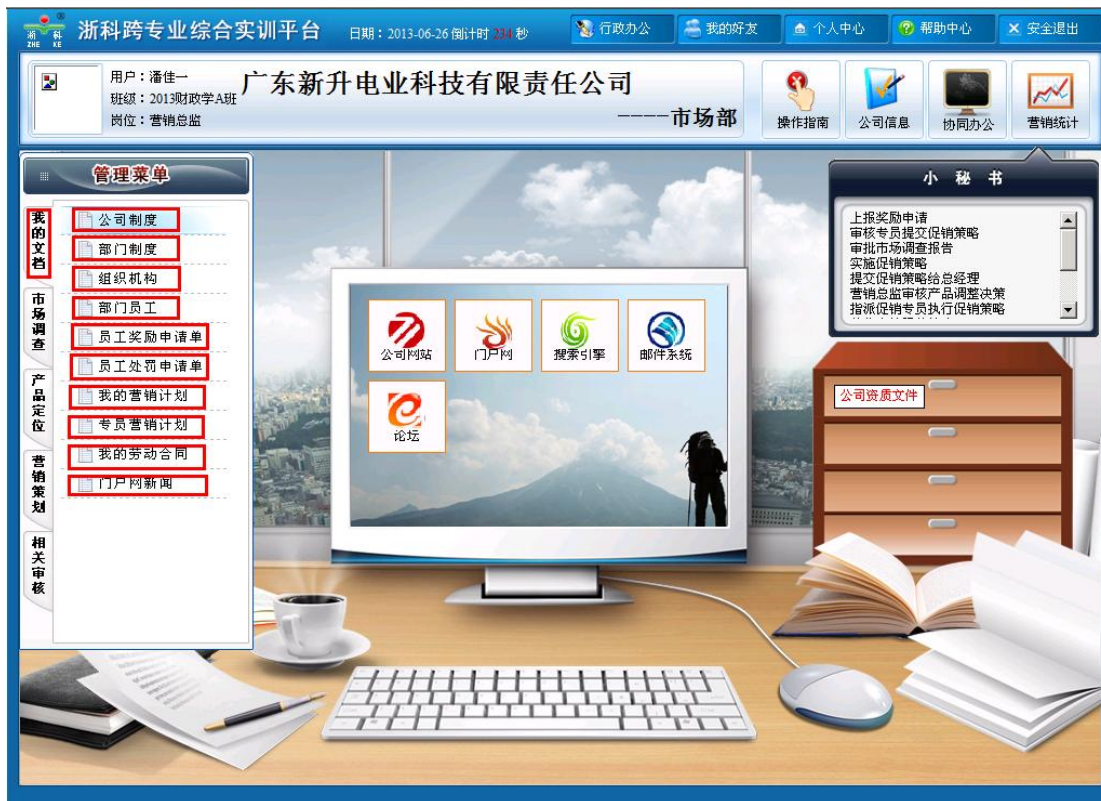 浙科
ZHE KE
浙科跨专业综合实训平台
日期：2013-06-26 倒计时 234 秒
行政办公
我的好友
个人中心
帮助中心
安全退出
用户：潘佳一
班级：2013财政学A班
岗位：营销总监
广东新升电业科技有限责任公司
----市场部
操作指南
公司信息
协同办公
营销统计
管理菜单
我的文档
市场调查
产品定位
营销策划
相关审核
公司制度
部门制度
组织机构
部门员工
员工奖励申请单
员工处罚申请单
我的营销计划
专员营销计划
我的劳动合同
门户网新闻
公司网站
门户网
搜索引擎
邮件系统
论坛
小秘书
上报奖励申请
审核专员提交促销策略
审批市场调查报告
实施促销策略
提交促销策略给总经理
营销总监审核产品调整决策
指派促销专员执行促销策略
公司资质文件